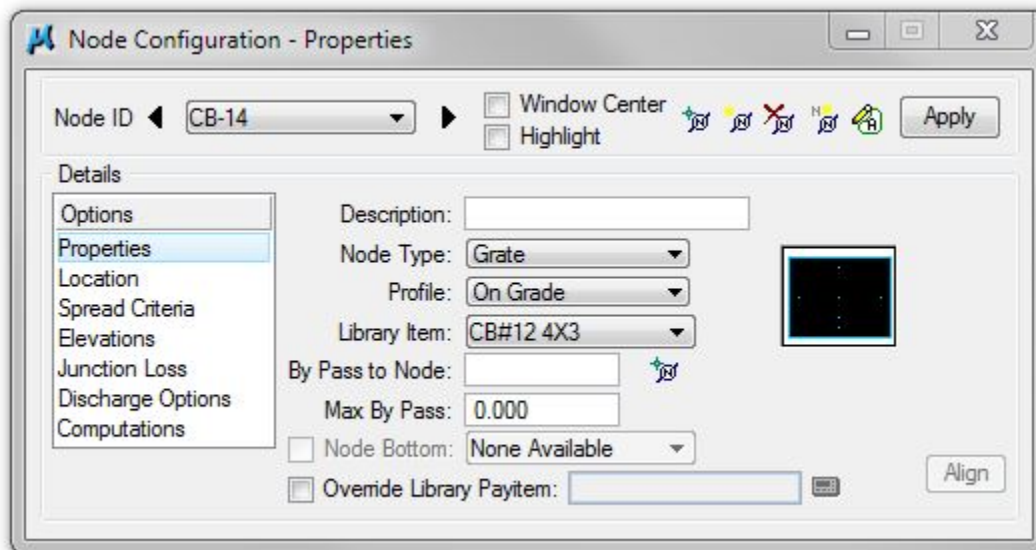 Node Configuration - Properties
Node ID CB-14 Window Center Apply
Highlight
Details
Options
Properties
Location
Spread Criteria
Elevations
Junction Loss
Discharge Options
Computations
Description:
Node Type: Grate
Profile: On Grade
Library Item: CB#12 4X3
By Pass to Node:
Max By Pass: 0.000
Node Bottom: None Available
Override Library Payitem:
Align